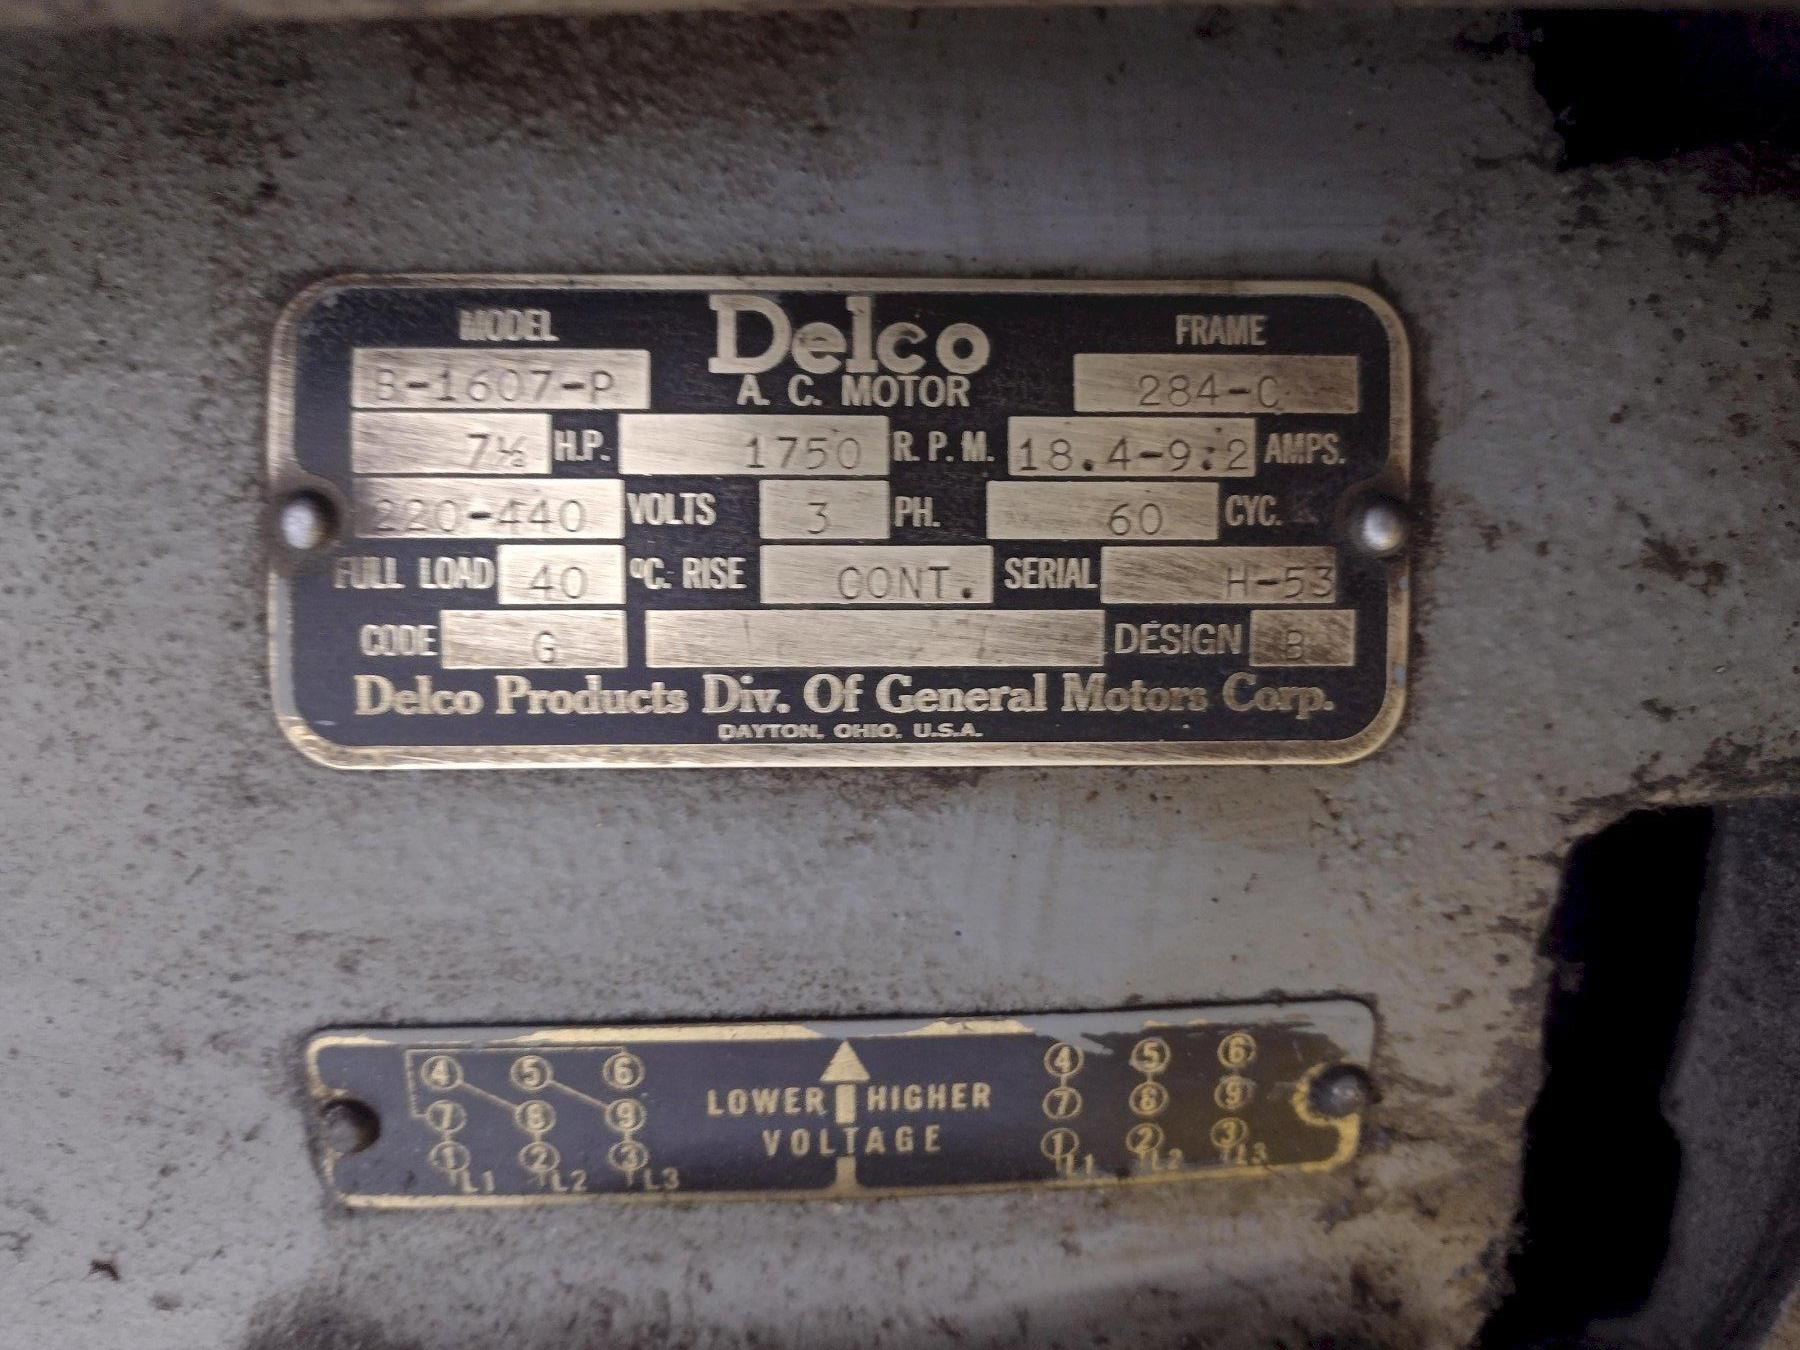 MODEL Delco FRAME
B-1607-P A. C. MOTOR 284-C
7½ H.P. 1750 R. P. M. 18.4-9.2 AMPS.
220-440 VOLTS 3 PH. 60 CYC.
FULL LOAD 40 °C. RISE CONT. SERIAL H-53
CODE G DESIGN B
Delco Products Div. Of General Motors Corp.
DAYTON, OHIO, U.S.A.
4 5 6 4 5 6
LOWER HIGHER
7 8 9 7 8 9
VOLTAGE
1 2 3 1 2 3
L1 L2 L3 L1 L2 L3